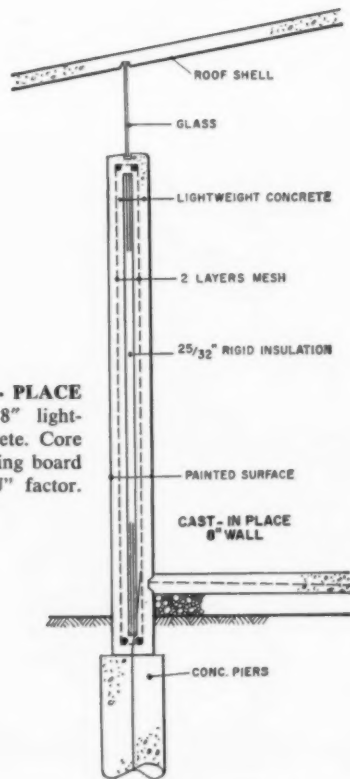 ROOF SHELL
GLASS
LIGHTWEIGHT CONCRETE
2 LAYERS MESH
25/32" RIGID INSULATION
- PLACE
8" light-
ete. Core
ing board
" factor.
PAINTED SURFACE
CAST-IN PLACE
8" WALL
CONC. PIERS